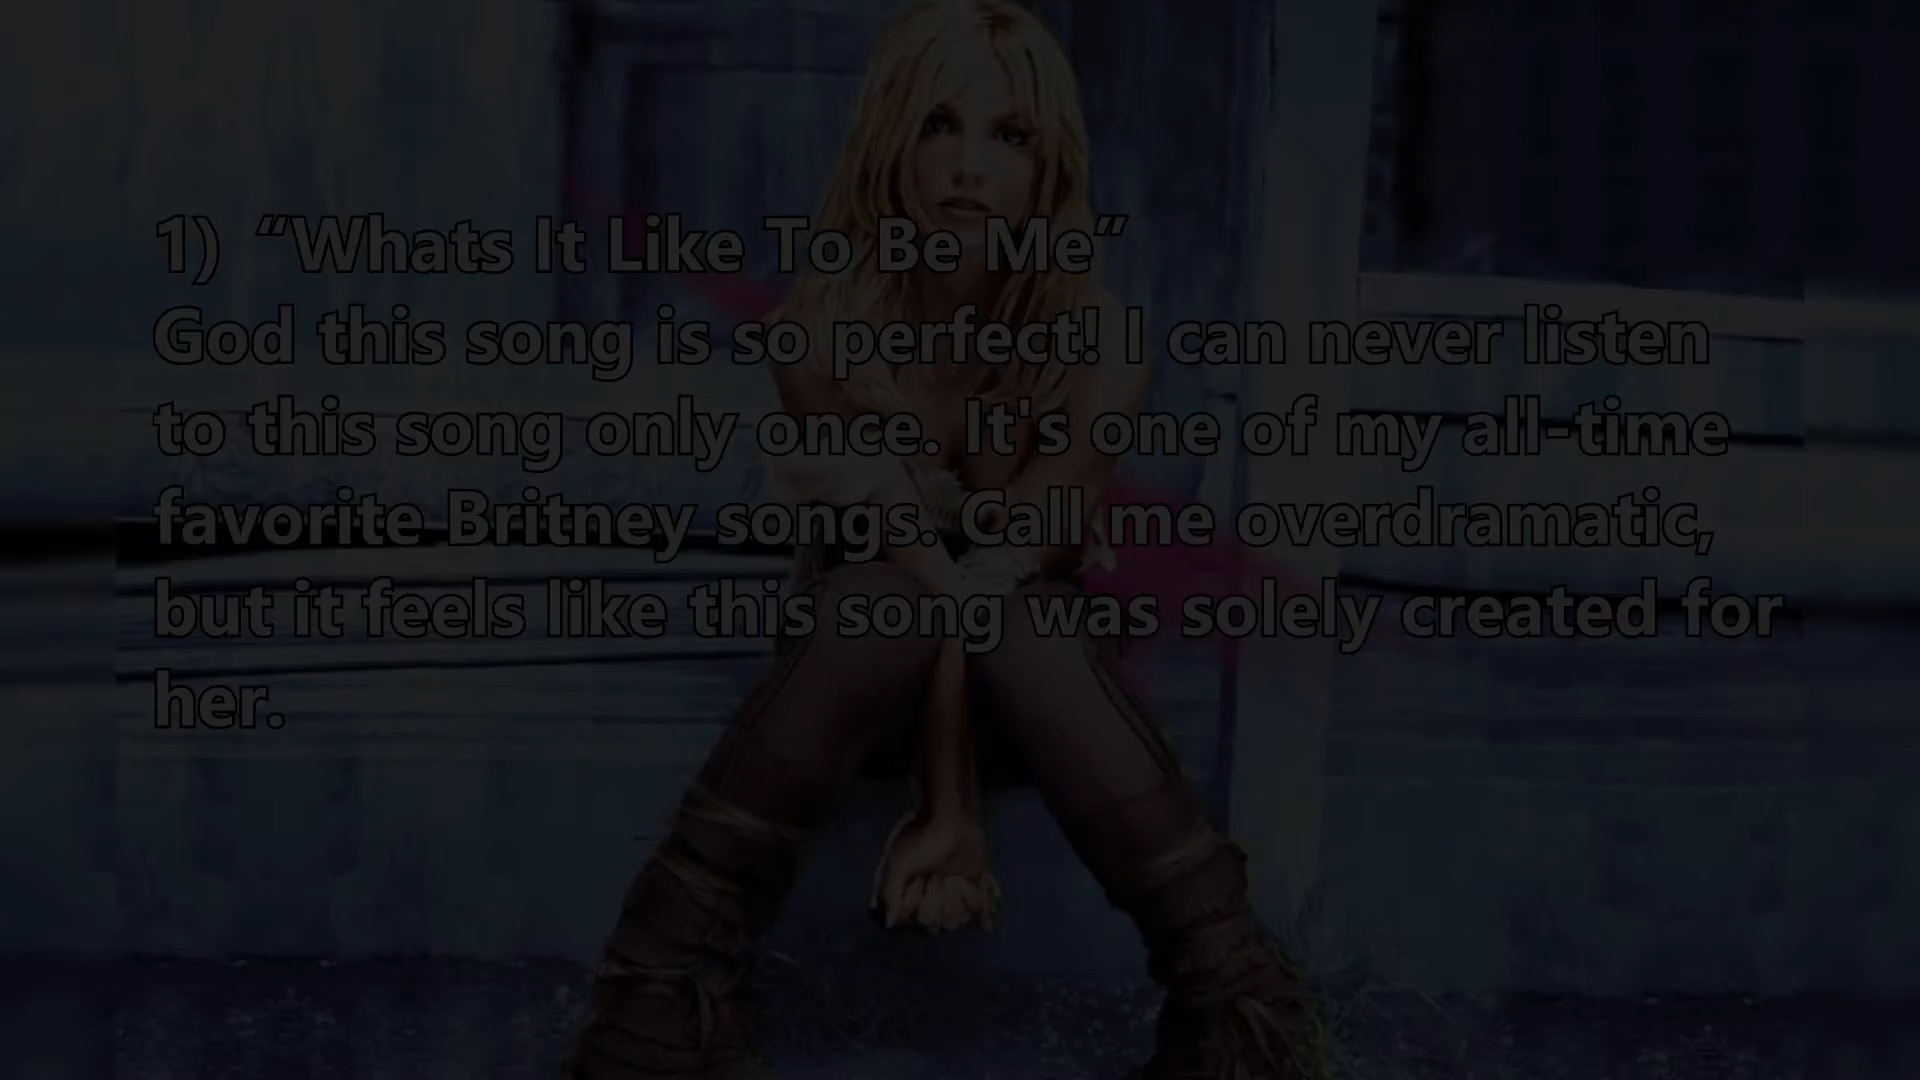 1) “Whats It Like To Be Me”
God this song is so perfect! I can never listen
to this song only once. It's one of my all-time
favorite Britney songs. Call me overdramatic,
but it feels like this song was solely created for
her.